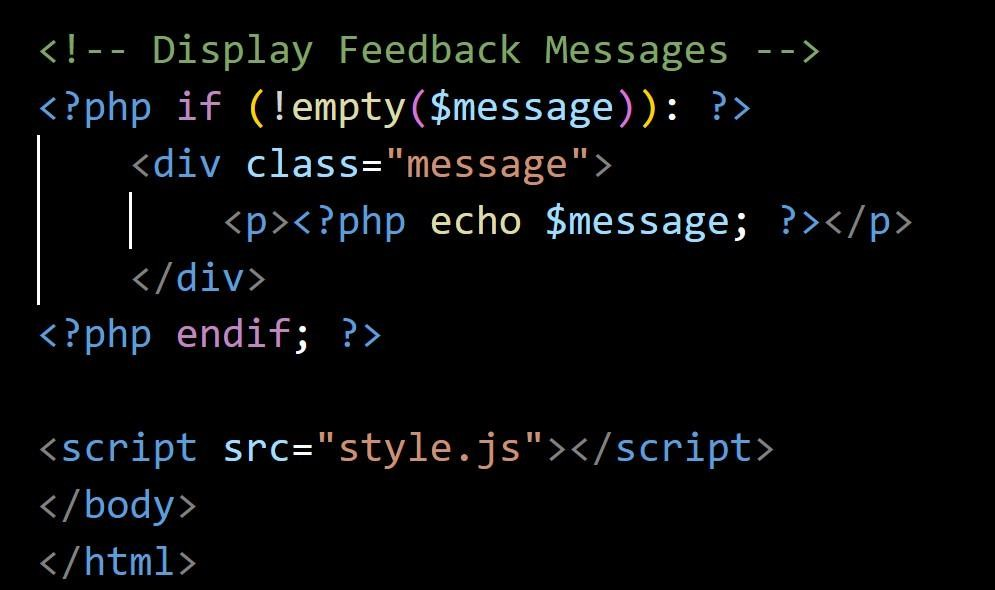 <!-- Display Feedback Messages -->
<?php if (!empty($message)): ?>
    <div class="message">
        <p><?php echo $message; ?></p>
    </div>
<?php endif; ?>

<script src="style.js"></script>
</body>
</html>